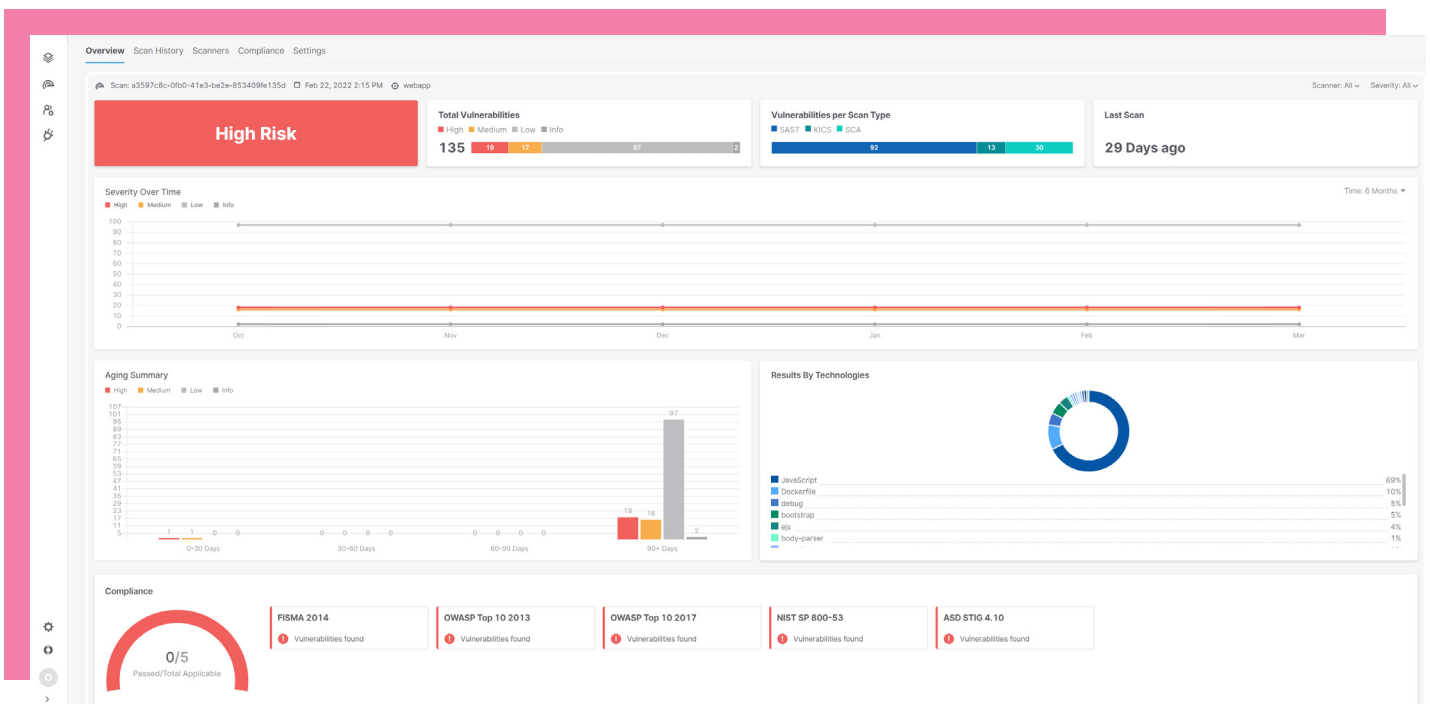 Overview Scan History Scanners Compliance Settings
Scan: a3597c8c-0fb0-41e3-be2e-853409fe135d Feb 22, 2022 2:15 PM webapp Scanner: All Severity: All
High Risk
Total Vulnerabilities
High Medium Low Info
135 19 17 97 2
Vulnerabilities per Scan Type
SAST KICS SCA
92 13 30
Last Scan
29 Days ago
Severity Over Time
Time: 6 Months
High Medium Low Info
100
90
80
70
60
50
40
30
20
10
0
Oct Nov Dec Jan Feb Mar
Aging Summary
High Medium Low Info
107
101
95
89
83
77
71
65
59
53
47
41
35
29
23
17
11
5
1 1 0 0 0 0 0 0 0 0 0 0 18 16 97 2
0-30 Days 30-60 Days 60-90 Days 90+ Days
Results By Technologies
JavaScript 69%
Dockerfile 10%
debug 5%
bootstrap 5%
ejs 4%
body-parser 1%
Compliance
0/5
Passed/Total Applicable
FISMA 2014
Vulnerabilities found
OWASP Top 10 2013
Vulnerabilities found
OWASP Top 10 2017
Vulnerabilities found
NIST SP 800-53
Vulnerabilities found
ASD STIG 4.10
Vulnerabilities found
O